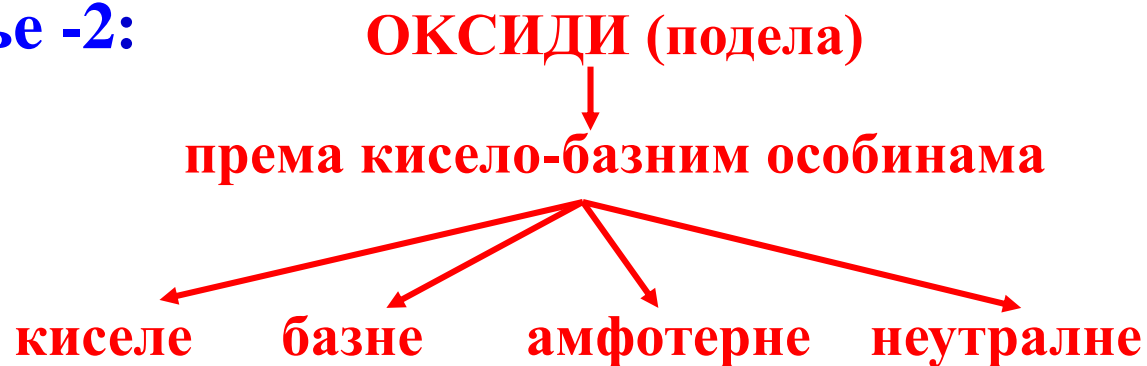 ье -2:
ОКСИДИ (подела)
према кисело-базним особинама
киселе базне амфотерне неутралне